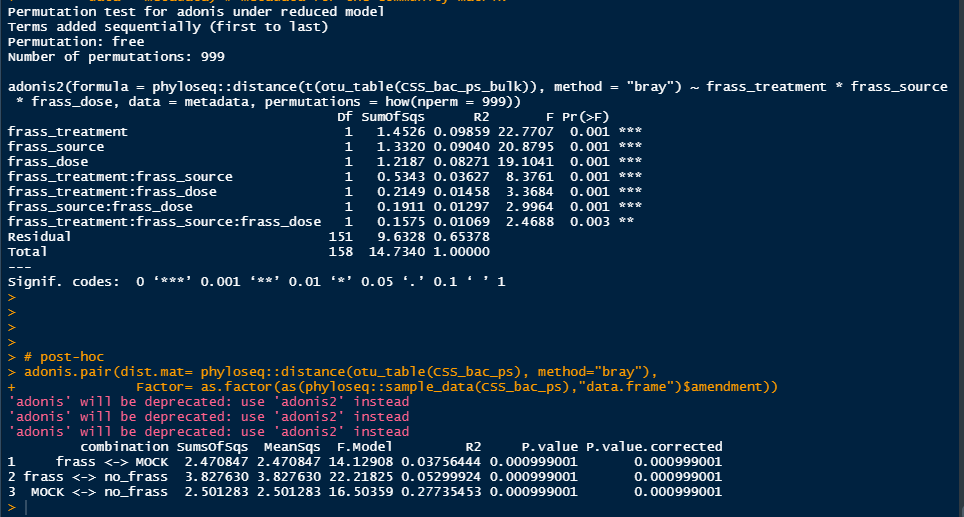 Permutation test for adonis under reduced model
Terms added sequentially (first to last)
Permutation: free
Number of permutations: 999
adonis2(formula = phyloseq::distance(t(otu_table(CSS_bac_ps_bulk)), method = "bray") ~ frass_treatment * frass_source
 * frass_dose, data = metadata, permutations = how(nperm = 999))
Df SumOfSqs R2 F Pr(>F)
frass_treatment 1 1.4526 0.09859 22.7707 0.001 ***
frass_source 1 1.3320 0.09040 20.8795 0.001 ***
frass_dose 1 1.2187 0.08271 19.1041 0.001 ***
frass_treatment:frass_source 1 0.5343 0.03627 8.3761 0.001 ***
frass_treatment:frass_dose 1 0.2149 0.01458 3.3684 0.001 ***
frass_source:frass_dose 1 0.1911 0.01297 2.9964 0.001 ***
frass_treatment:frass_source:frass_dose 1 0.1575 0.01069 2.4688 0.003 **
Residual 151 9.6328 0.65378
Total 158 14.7340 1.00000
---
Signif. codes: 0 ‘***’ 0.001 ‘**’ 0.01 ‘*’ 0.05 ‘.’ 0.1 ‘ ’ 1
>
>
>
>
> # post-hoc
> adonis.pair(dist.mat= phyloseq::distance(otu_table(CSS_bac_ps), method="bray"),
+ Factor= as.factor(as(phyloseq::sample_data(CSS_bac_ps),"data.frame")$amendment))
'adonis' will be deprecated: use 'adonis2' instead
'adonis' will be deprecated: use 'adonis2' instead
'adonis' will be deprecated: use 'adonis2' instead
combination SumsOfSqs MeanSqs F.Model R2 P.value P.value.corrected
1 frass <-> MOCK 2.470847 2.470847 14.12908 0.03756444 0.000999001 0.000999001
2 frass <-> no_frass 3.827630 3.827630 22.21825 0.05299924 0.000999001 0.000999001
3 MOCK <-> no_frass 2.501283 2.501283 16.50359 0.27735453 0.000999001 0.000999001
>